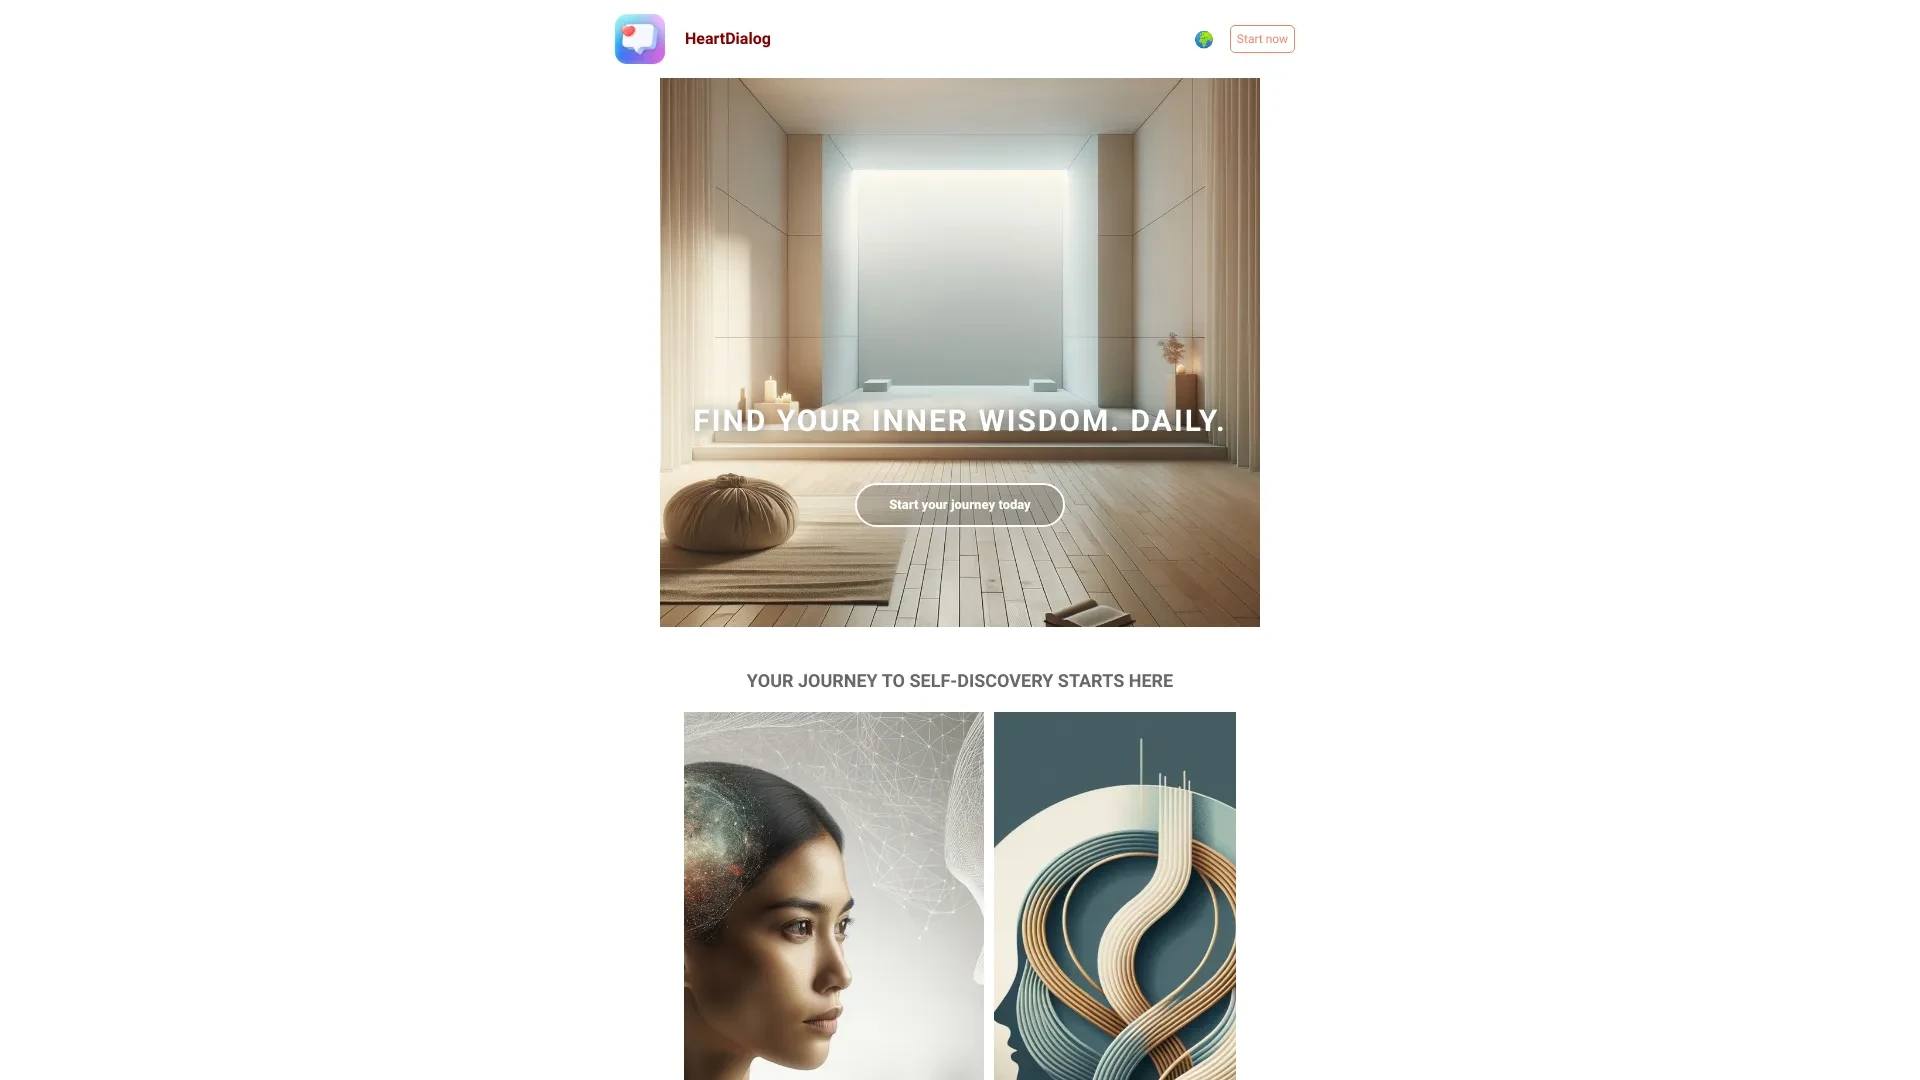 HeartDialog
Start now
FIND YOUR INNER WISDOM. DAILY.
Start your journey today
YOUR JOURNEY TO SELF-DISCOVERY STARTS HERE